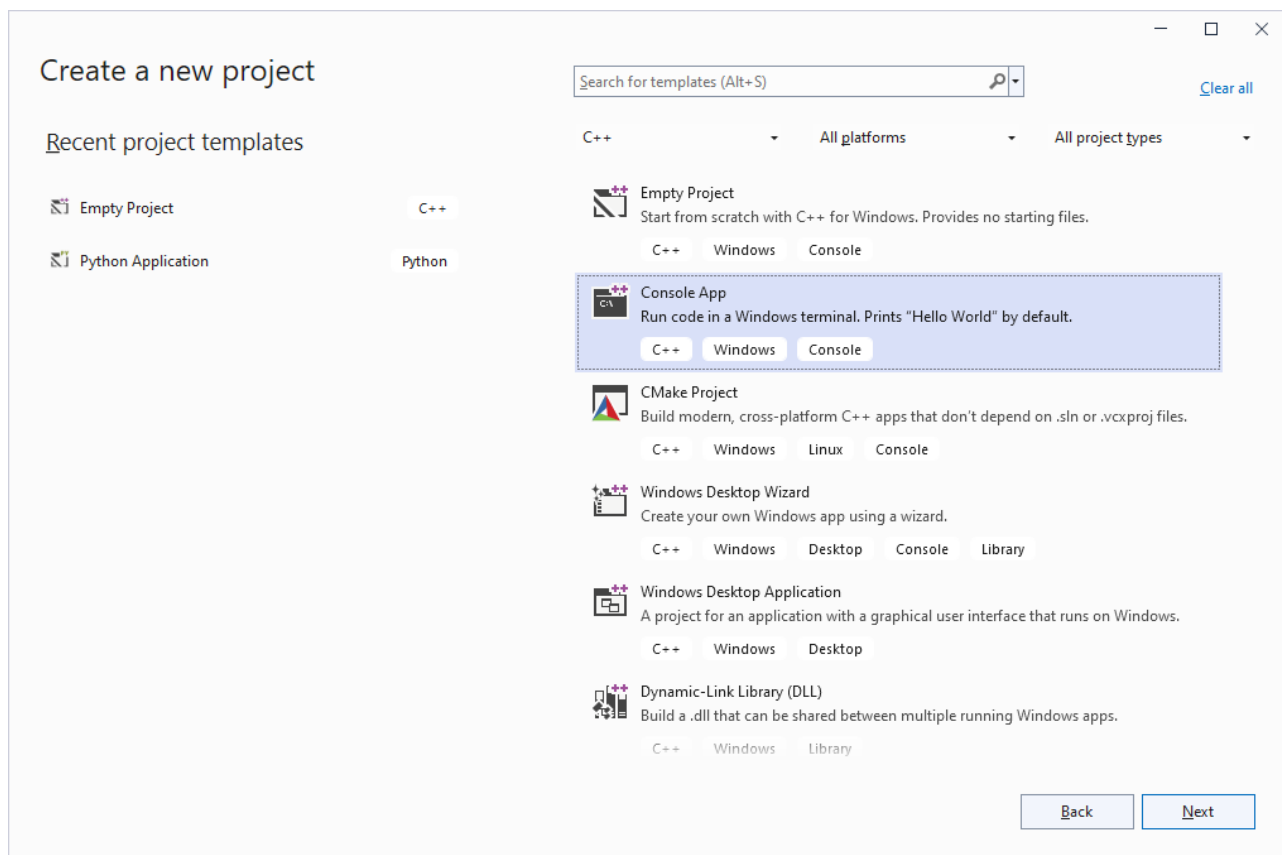 Create a new project
Search for templates (Alt+S)
Clear all
Recent project templates
C++ All platforms All project types
Empty Project C++
Python Application Python
Empty Project
Start from scratch with C++ for Windows. Provides no starting files.
C++ Windows Console
C:\
Console App
Run code in a Windows terminal. Prints "Hello World" by default.
C++ Windows Console
CMake Project
Build modern, cross-platform C++ apps that don't depend on .sln or .vcxproj files.
C++ Windows Linux Console
Windows Desktop Wizard
Create your own Windows app using a wizard.
C++ Windows Desktop Console Library
Windows Desktop Application
A project for an application with a graphical user interface that runs on Windows.
C++ Windows Desktop
Dynamic-Link Library (DLL)
Build a .dll that can be shared between multiple running Windows apps.
C++ Windows Library
Back Next